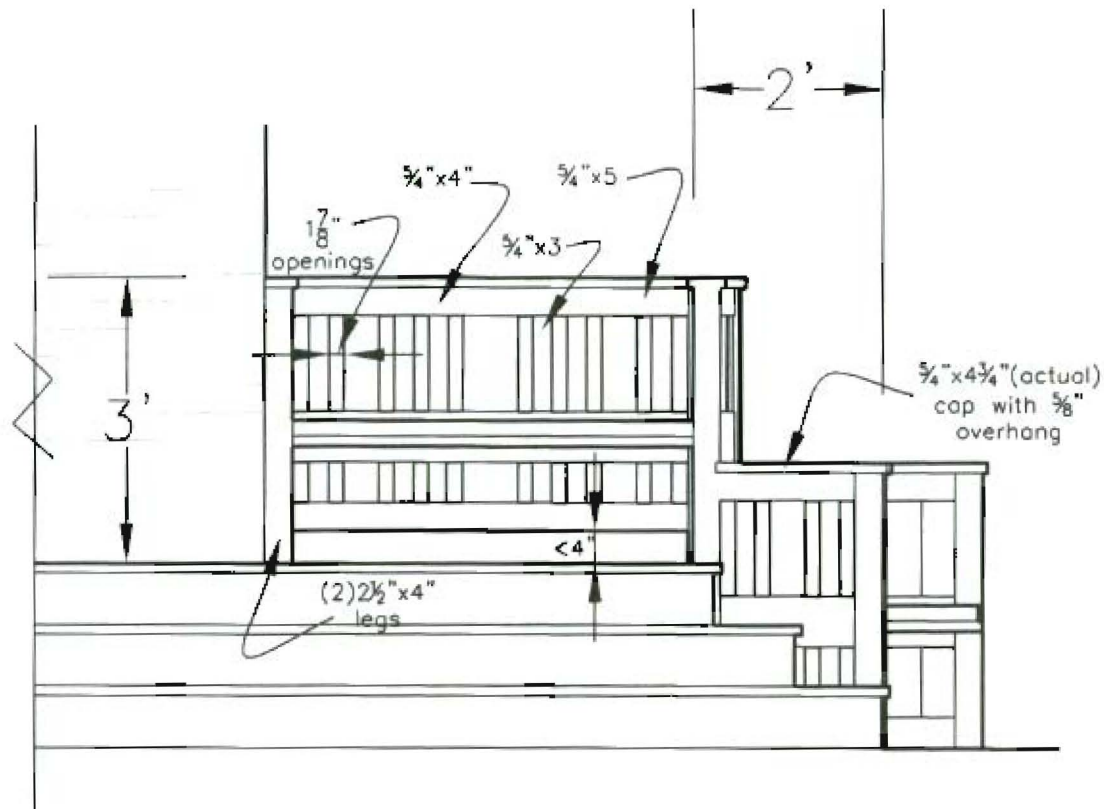 2'
5/4"x4"
5/4"x5
1 7/8"
openings
5/4"x3
3'
5/4"x4 3/4"(actual)
cap with 5/8"
overhang
<4"
(2)2 1/2"x4"
legs